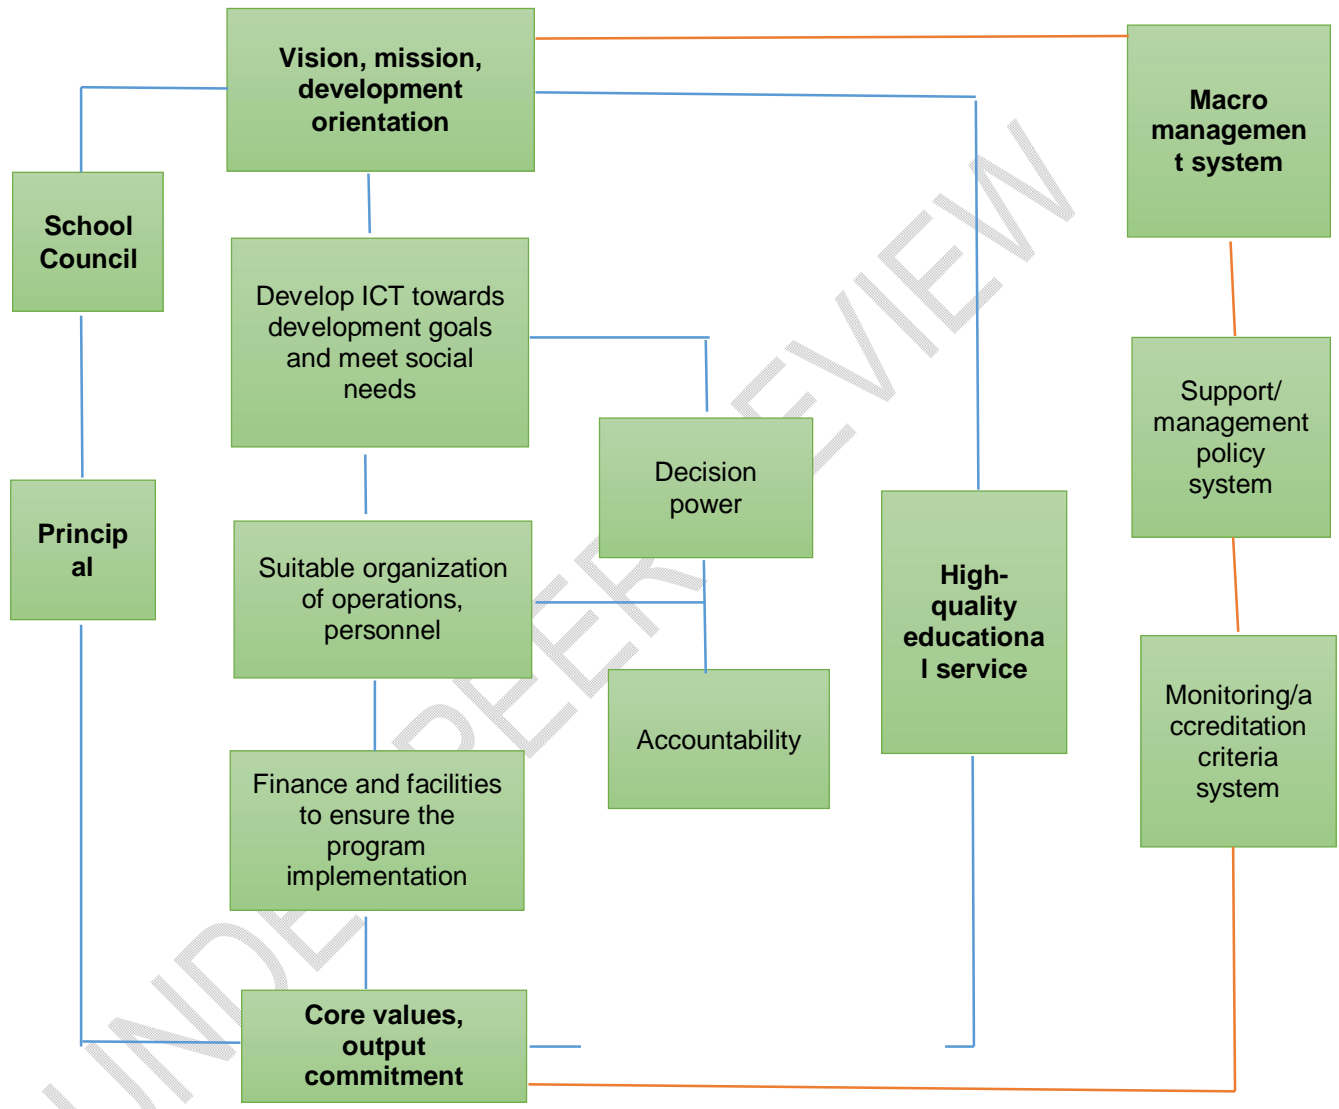 Vision, mission,
development
orientation
Macro
managemen
t system
School
Council
Develop ICT towards
development goals
and meet social
needs
Support/
management
policy
system
Decision
power
Princip
al
Suitable organization
of operations,
personnel
High-
quality
educationa
l service
Monitoring/a
ccreditation
criteria
system
Accountability
Finance and facilities
to ensure the
program
implementation
Core values,
output
commitment
UNDER PEER REVIEW